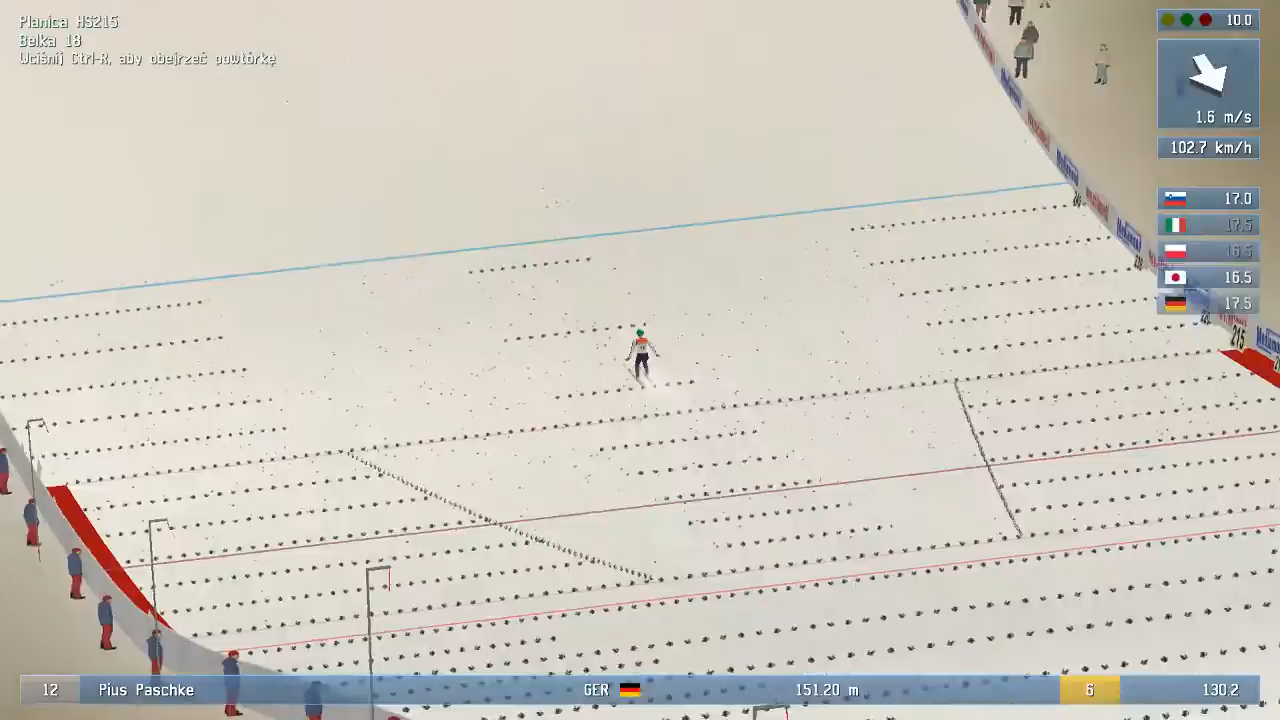 Planica HS215
Belka 18
Wciśnij Ctrl-R, aby obejrzeć powtórkę
10.0
1.6 m/s
102.7 km/h
17.0
17.5
16.5
16.5
17.5
215
12 Pius Paschke GER 151.20 m 6 130.2